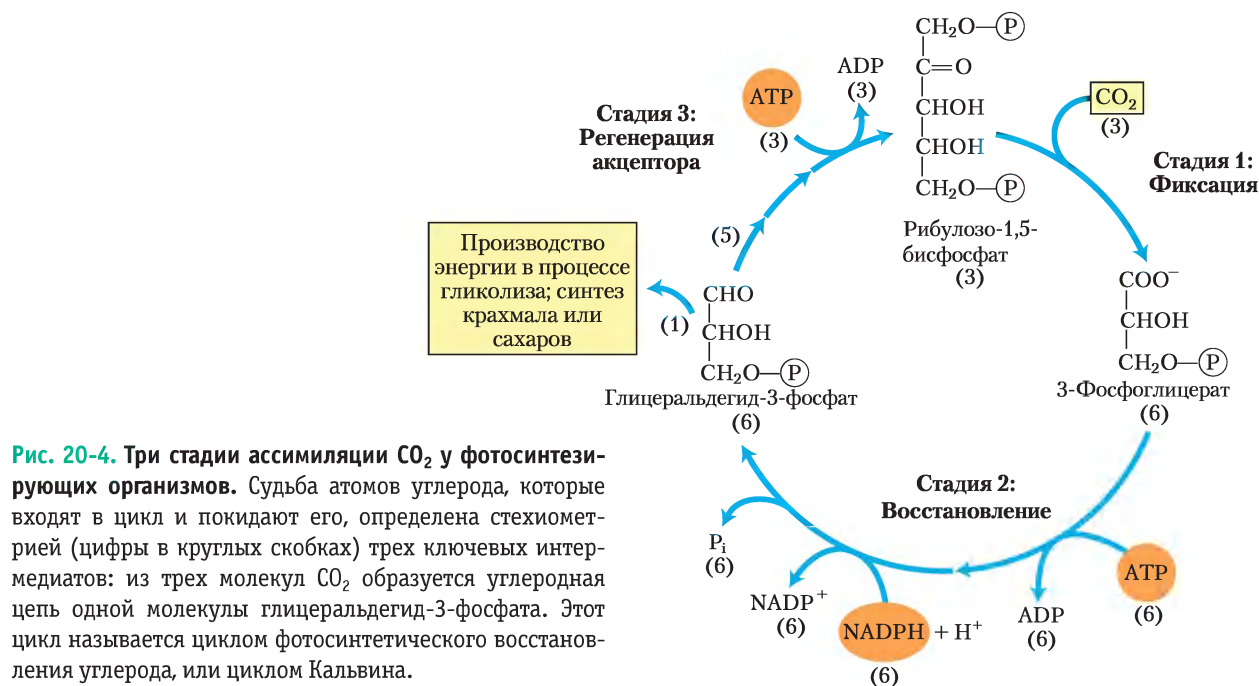 CH₂O—Ⓟ
C=O
CHOH
CHOH
CH₂O—Ⓟ
Рибулозо-1,5-
бисфосфат
(3)
CO₂
(3)
Стадия 1:
Фиксация
COO⁻
CHOH
CH₂O—Ⓟ
3-Фосфоглицерат
(6)
Стадия 2:
Восстановление
ATP
(6)
ADP
(6)
NADPH + H⁺
(6)
NADP⁺
(6)
Pᵢ
(6)
CHO
CHOH
CH₂O—Ⓟ
Глицеральдегид-3-фосфат
(6)
(1)
Производство
энергии в процессе
гликолиза; синтез
крахмала или
сахаров
(5)
Стадия 3:
Регенерация
акцептора
ATP
(3)
ADP
(3)
Рис. 20-4. Три стадии ассимиляции CO₂ у фотосинтези-
рующих организмов. Судьба атомов углерода, которые
входят в цикл и покидают его, определена стехиомет-
рией (цифры в круглых скобках) трех ключевых интер-
медиатов: из трех молекул CO₂ образуется углеродная
цепь одной молекулы глицеральдегид-3-фосфата. Этот
цикл называется циклом фотосинтетического восстанов-
ления углерода, или циклом Кальвина.